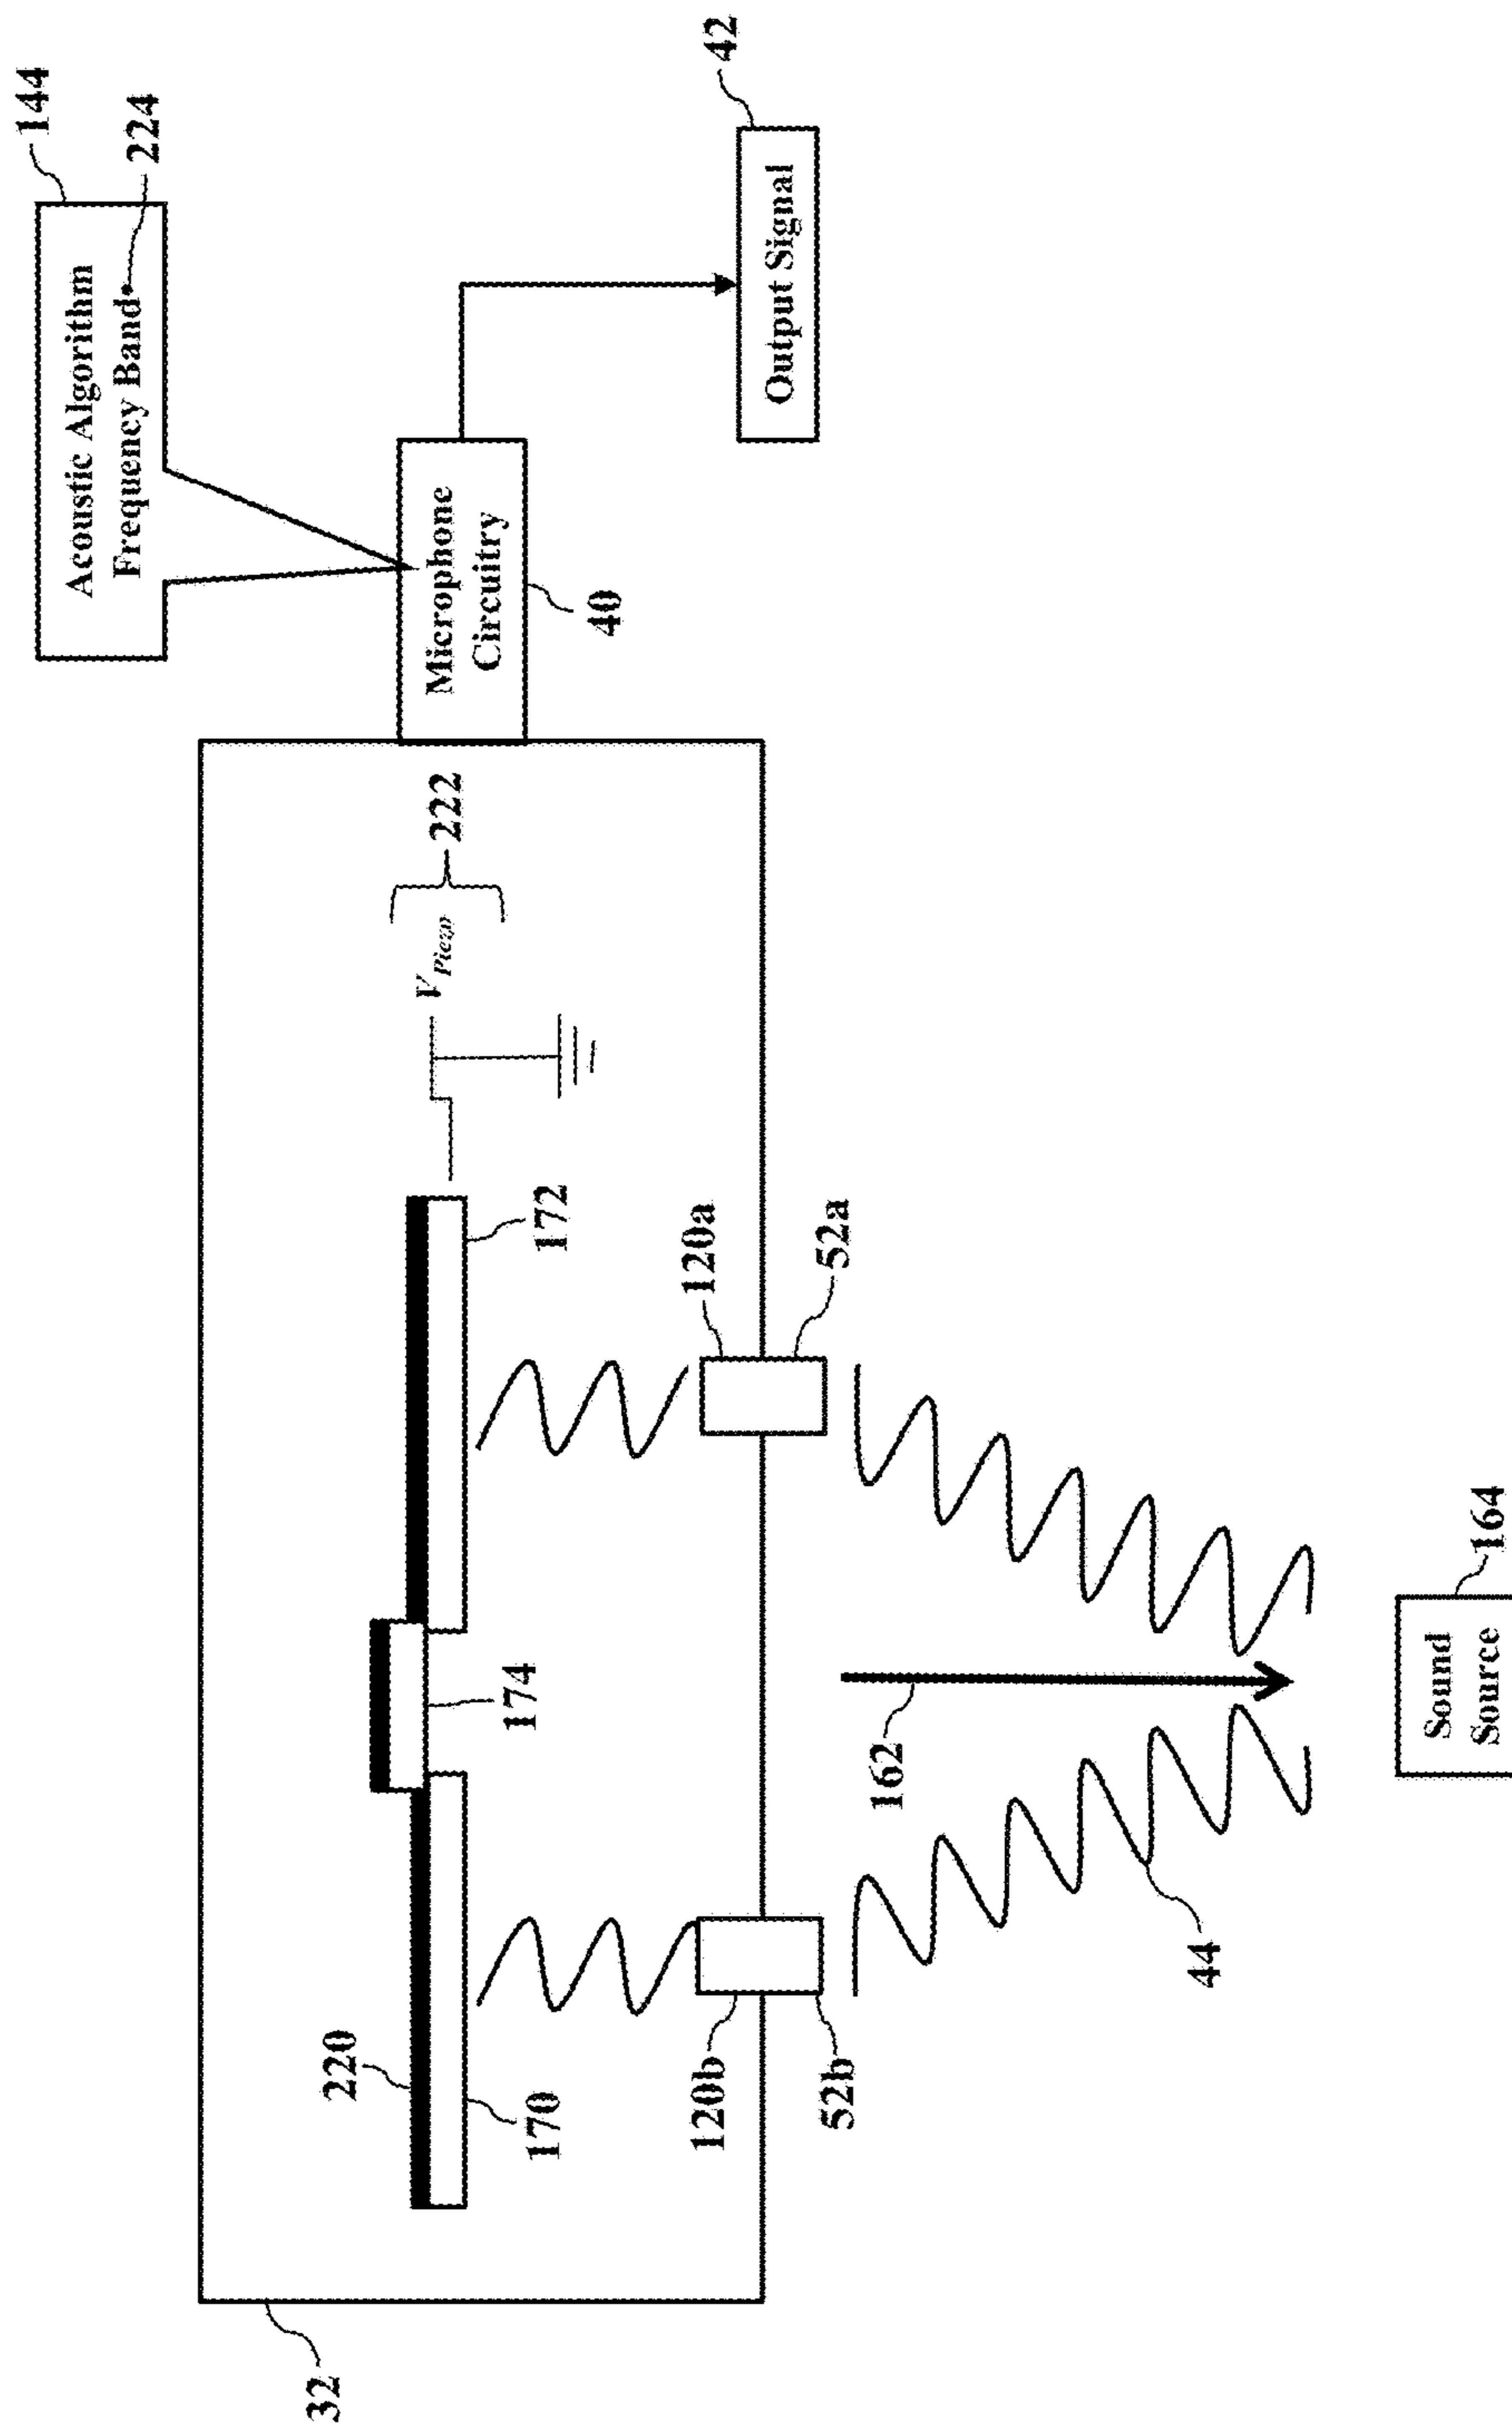 144
Acoustic Algorithm
Frequency Band
224
42
Output Signal
Microphone
Circuitry
40
V_Piezo
222
220
170
174
172
120b
52b
120a
52a
32
162
44
Sound
Source
164